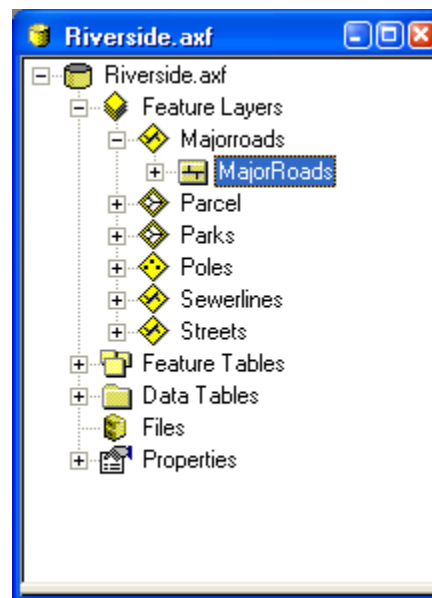 Riverside.axf
Riverside.axf
Feature Layers
Majorroads
MajorRoads
Parcel
Parks
Poles
Sewerlines
Streets
Feature Tables
Data Tables
Files
Properties